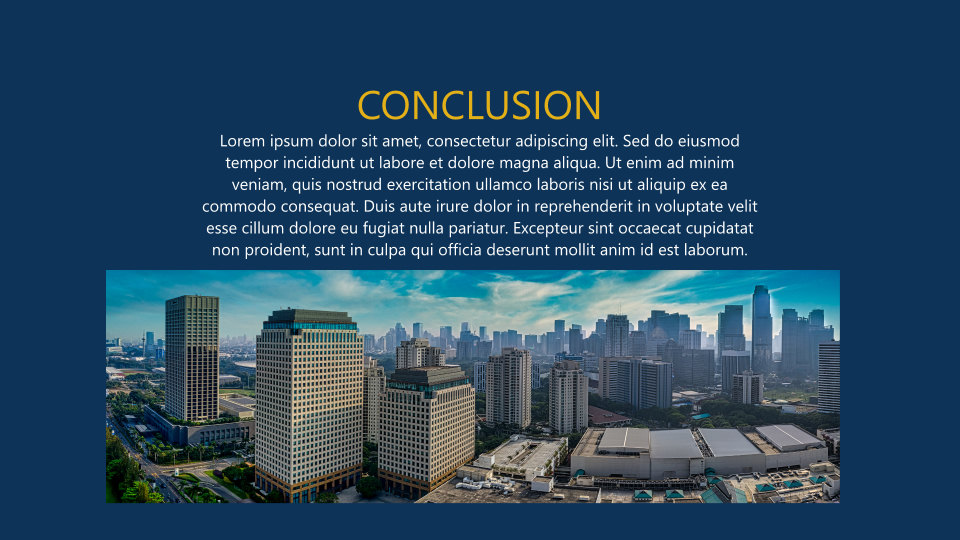 CONCLUSION
Lorem ipsum dolor sit amet, consectetur adipiscing elit. Sed do eiusmod
tempor incididunt ut labore et dolore magna aliqua. Ut enim ad minim
veniam, quis nostrud exercitation ullamco laboris nisi ut aliquip ex ea
commodo consequat. Duis aute irure dolor in reprehenderit in voluptate velit
esse cillum dolore eu fugiat nulla pariatur. Excepteur sint occaecat cupidatat
non proident, sunt in culpa qui officia deserunt mollit anim id est laborum.